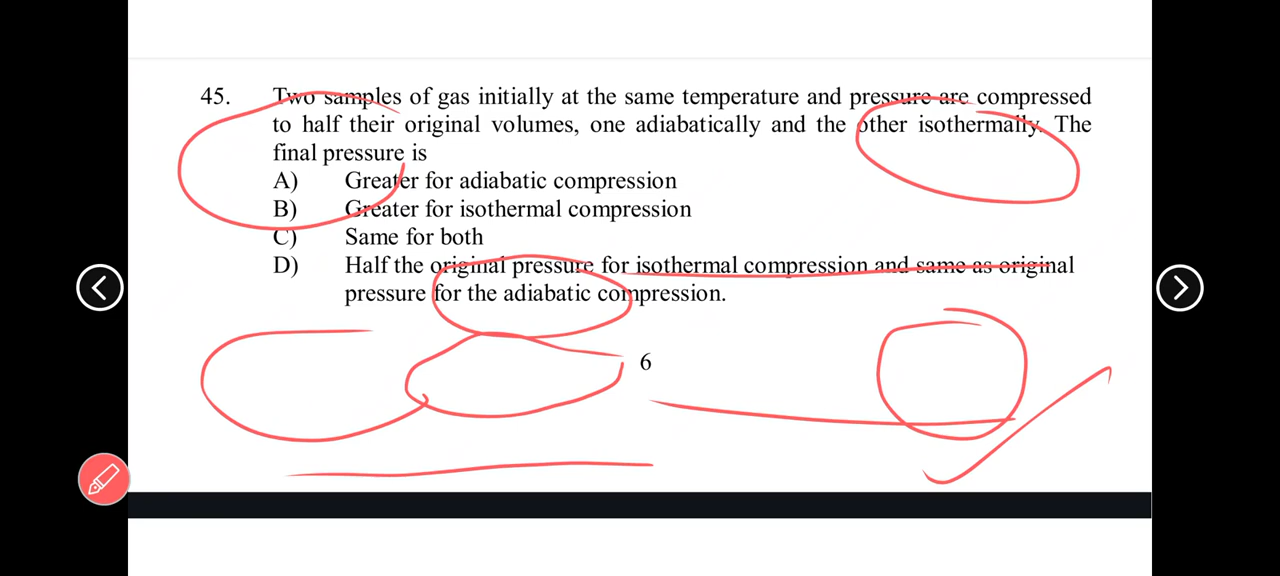 45. Two samples of gas initially at the same temperature and pressure are compressed
to half their original volumes, one adiabatically and the other isothermally. The
final pressure is
A) Greater for adiabatic compression
B) Greater for isothermal compression
C) Same for both
D) Half the original pressure for isothermal compression and same as original
pressure for the adiabatic compression.
6